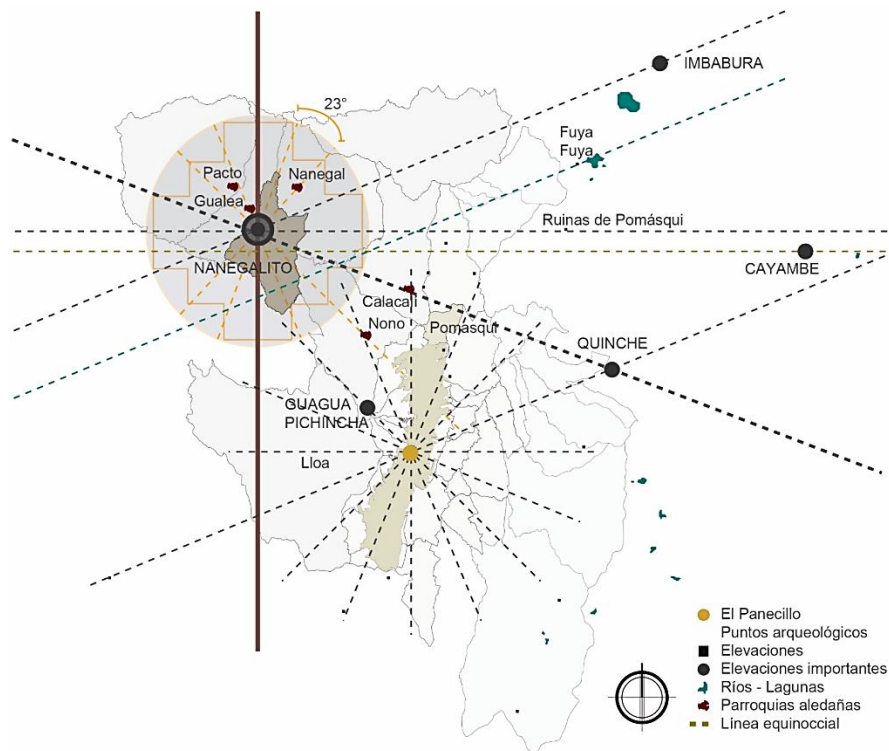 IMBABURA
23°
Fuya
Fuya
Pacto
Nanegal
Gualea
Ruinas de Pomásqui
NANEGALITO
CAYAMBE
Calacalí
Nono
Pomasqui
QUINCHE
GUAGUA
PICHINCHA
Lloa
El Panecillo
Puntos arqueológicos
Elevaciones
Elevaciones importantes
Ríos - Lagunas
Parroquias aledañas
Línea equinoccial